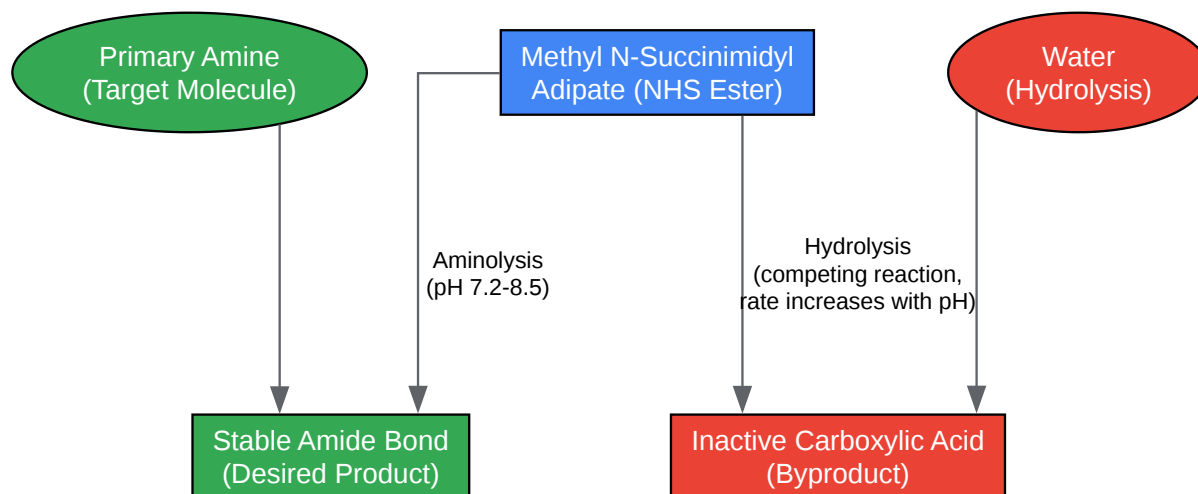 Primary Amine
(Target Molecule)
Methyl N-Succinimidyl
Adipate (NHS Ester)
Water
(Hydrolysis)
Aminolysis
(pH 7.2-8.5)
Hydrolysis
(competing reaction,
rate increases with pH)
Stable Amide Bond
(Desired Product)
Inactive Carboxylic Acid
(Byproduct)